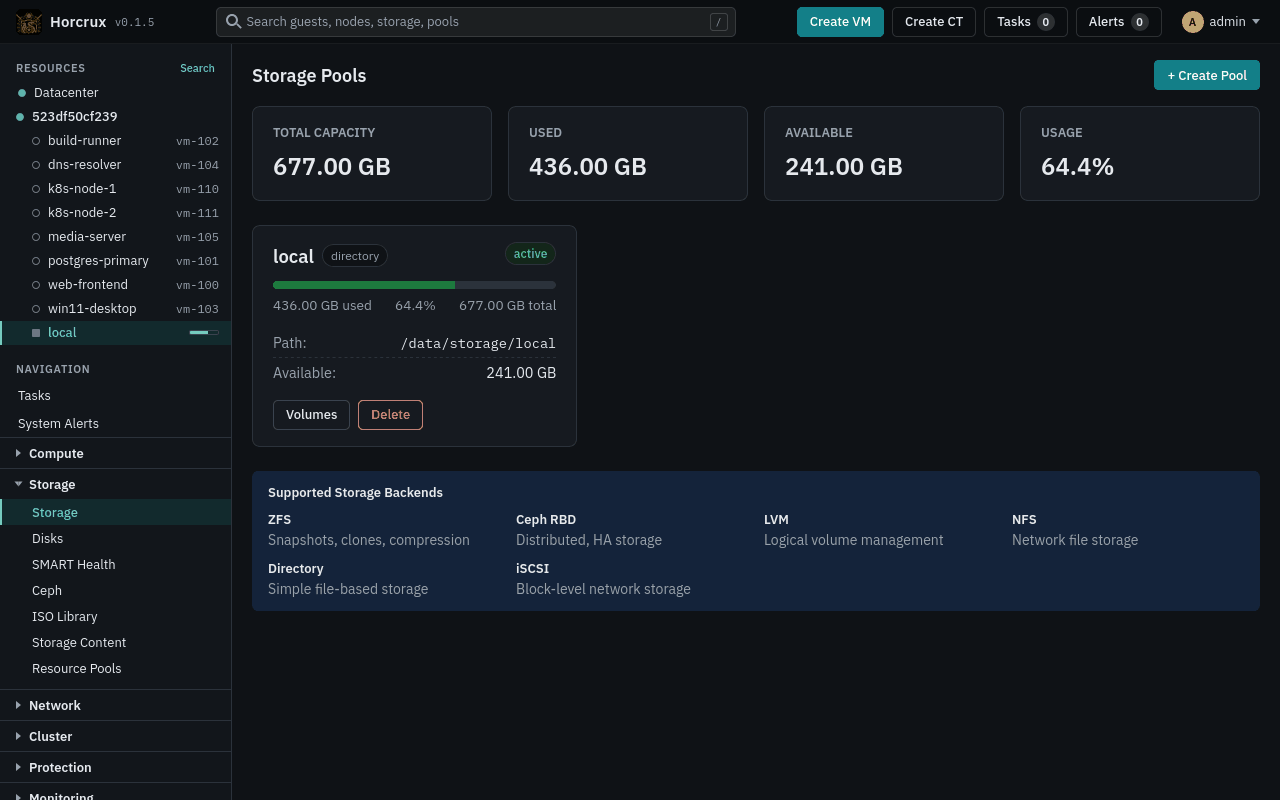 Horcrux v0.1.5
Search guests, nodes, storage, pools /
Create VM
Create CT
Tasks 0
Alerts 0
A admin
RESOURCES Search
Datacenter
523df50cf239
build-runner vm-102
dns-resolver vm-104
k8s-node-1 vm-110
k8s-node-2 vm-111
media-server vm-105
postgres-primary vm-101
web-frontend vm-100
win11-desktop vm-103
local
NAVIGATION
Tasks
System Alerts
Compute
Storage
Storage
Disks
SMART Health
Ceph
ISO Library
Storage Content
Resource Pools
Network
Cluster
Protection
Monitoring
Storage Pools
+ Create Pool
TOTAL CAPACITY
677.00 GB
USED
436.00 GB
AVAILABLE
241.00 GB
USAGE
64.4%
local directory active
436.00 GB used 64.4% 677.00 GB total
Path: /data/storage/local
Available: 241.00 GB
Volumes Delete
Supported Storage Backends
ZFS
Snapshots, clones, compression
Ceph RBD
Distributed, HA storage
LVM
Logical volume management
NFS
Network file storage
Directory
Simple file-based storage
iSCSI
Block-level network storage